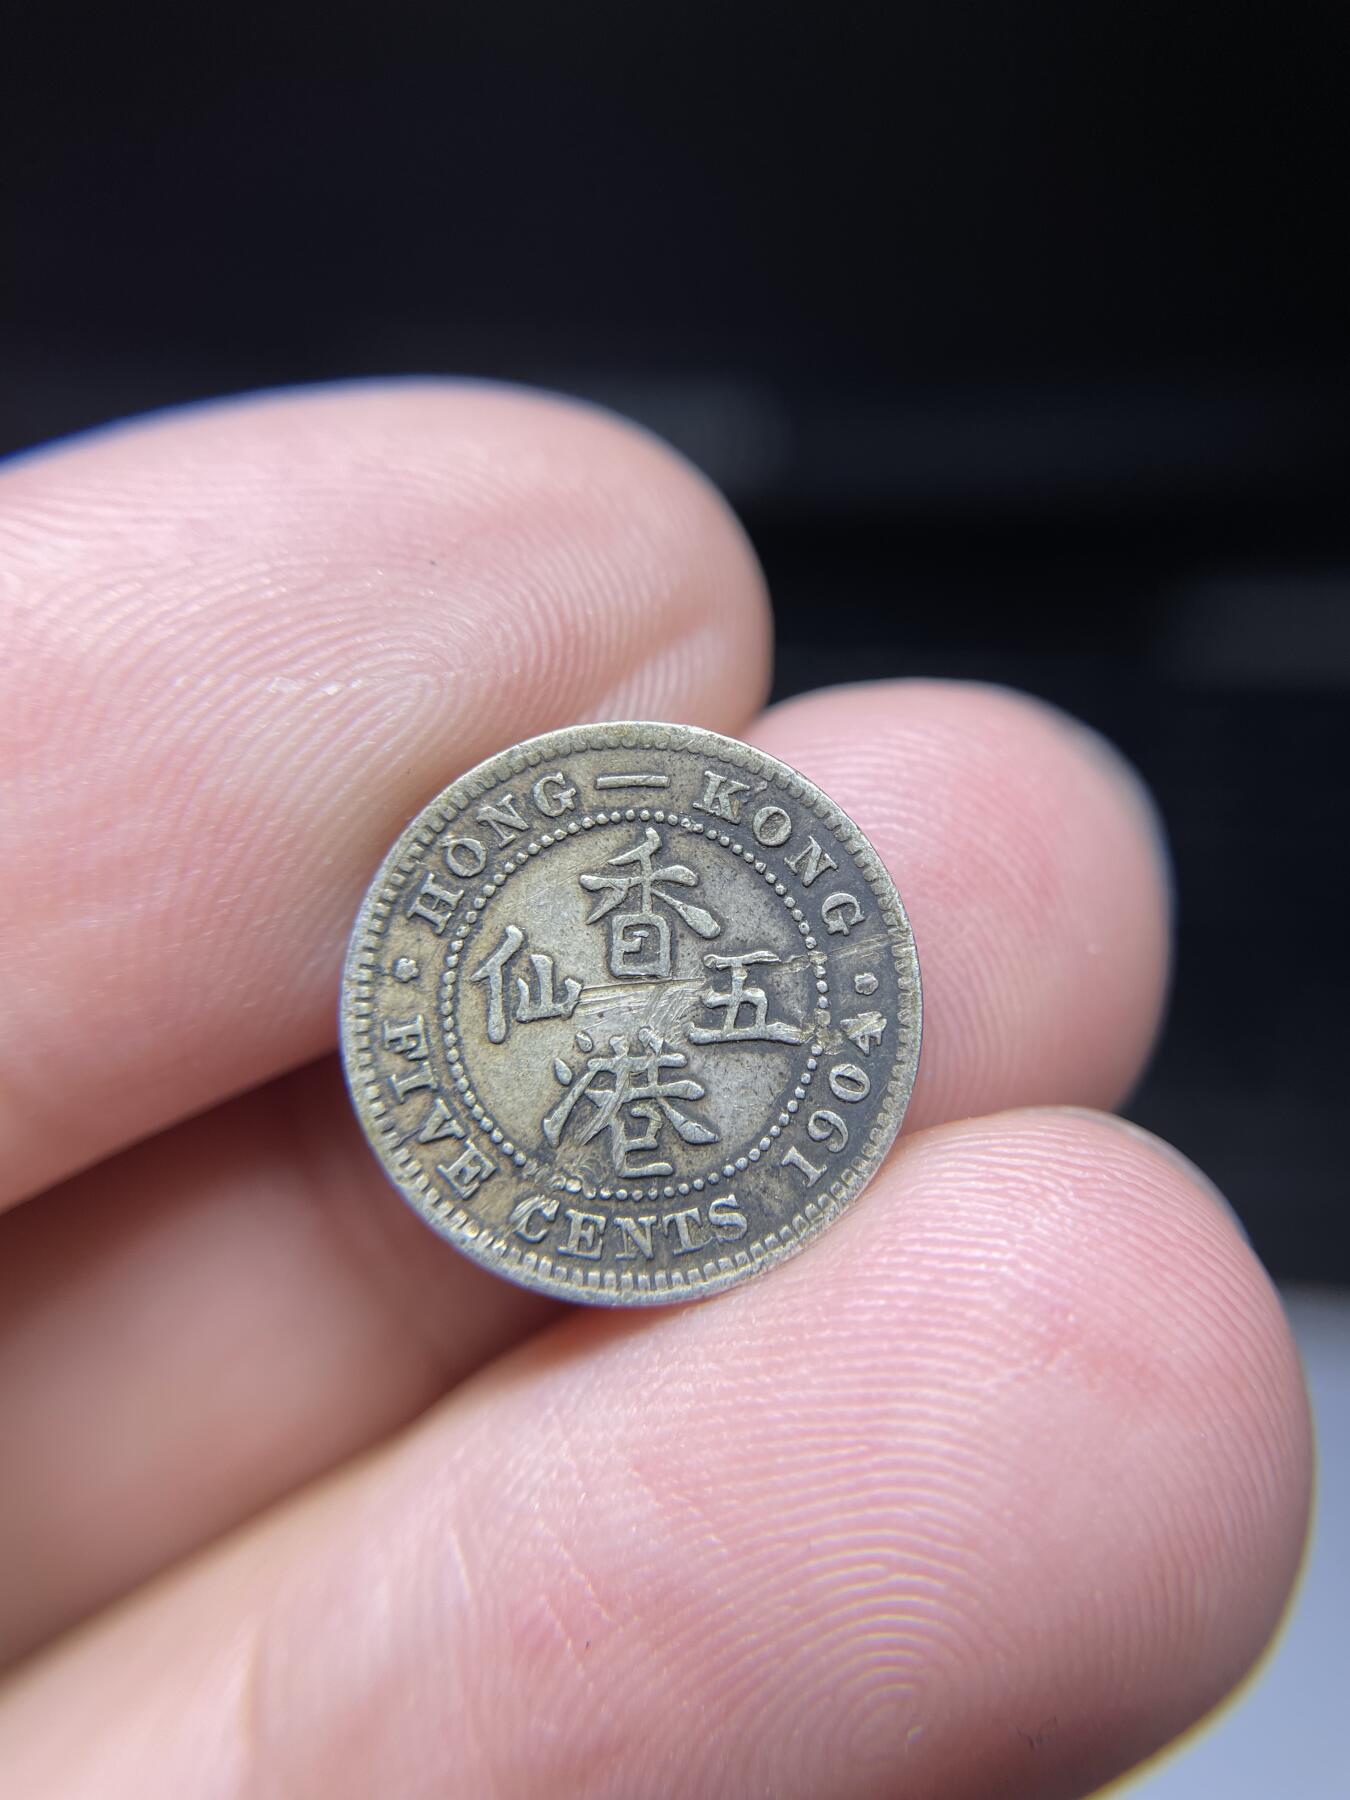 HONG — KONG
香港
五仙
FIVE CENTS 1904